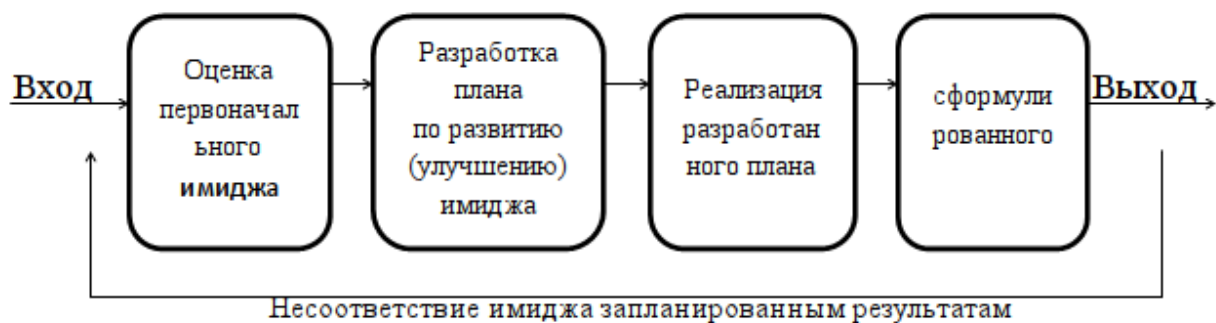 Вход
Оценка
первоначал
ьного
имиджа
Разработка
плана
по развитию
(улучшению)
имиджа
Реализация
разработан
ного плана
сформули
рованного
Выход
Несоответствие имиджа запланированным результатам